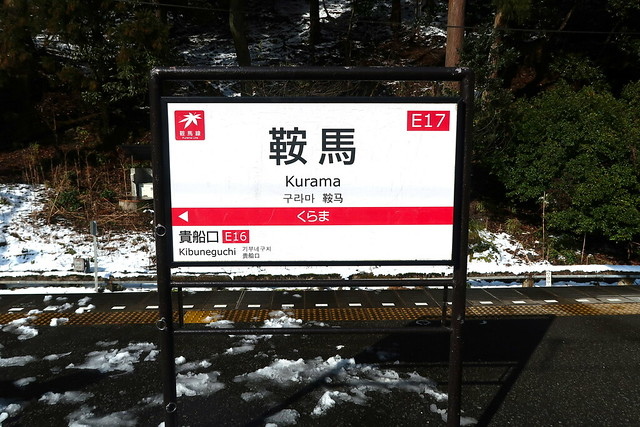 鞍馬線
E17
鞍馬
Kurama
구라마 鞍马
くらま
貴船口 E16
Kibuneguchi
기부네구치
貴船口